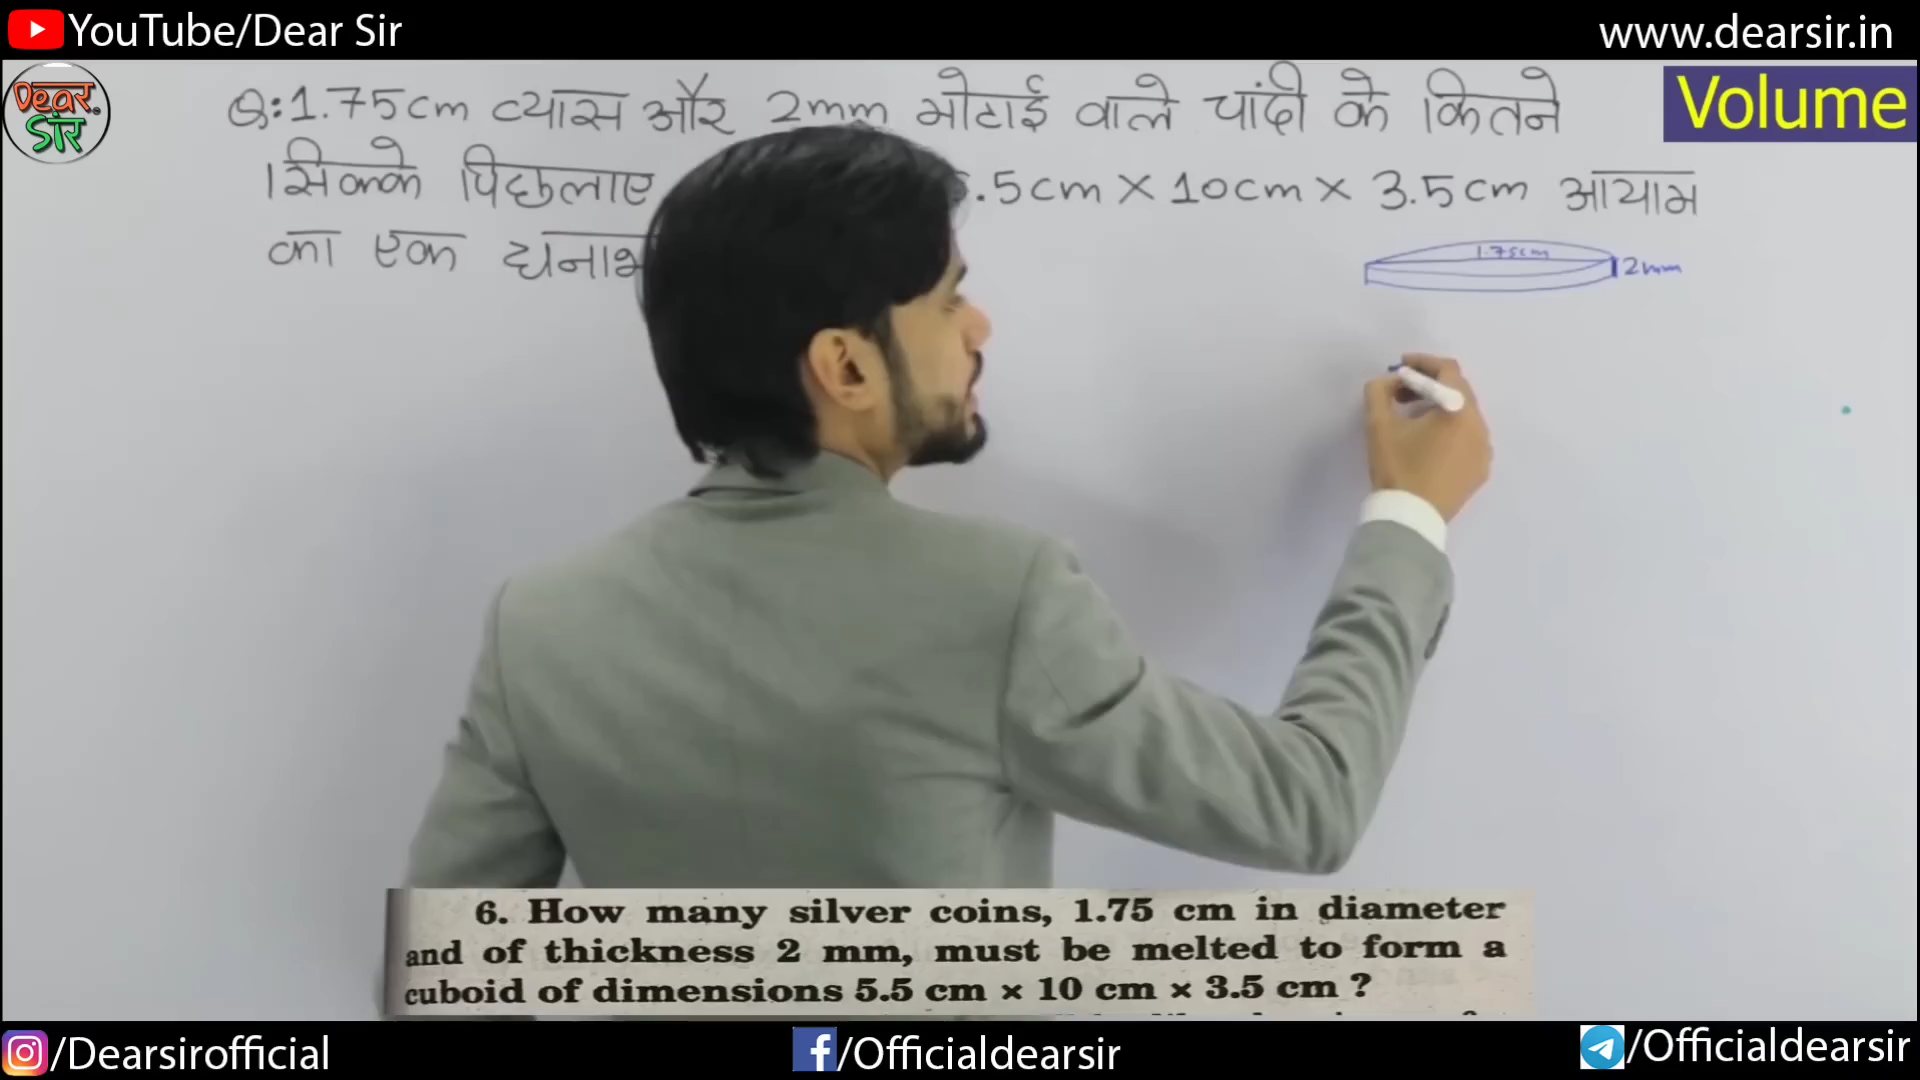 YouTube/Dear Sir
www.dearsir.in
Dear
सर
Volume
Q:1.75cm व्यास और 2mm मोटाई वाले चांदी के कितने
सिक्के पिघलाए .5cm × 10cm × 3.5cm आयाम
का एक घनाभ
1.75cm
2mm
6. How many silver coins, 1.75 cm in diameter
and of thickness 2 mm, must be melted to form a
cuboid of dimensions 5.5 cm × 10 cm × 3.5 cm ?
/Dearsirofficial
/Officialdearsir
/Officialdearsir